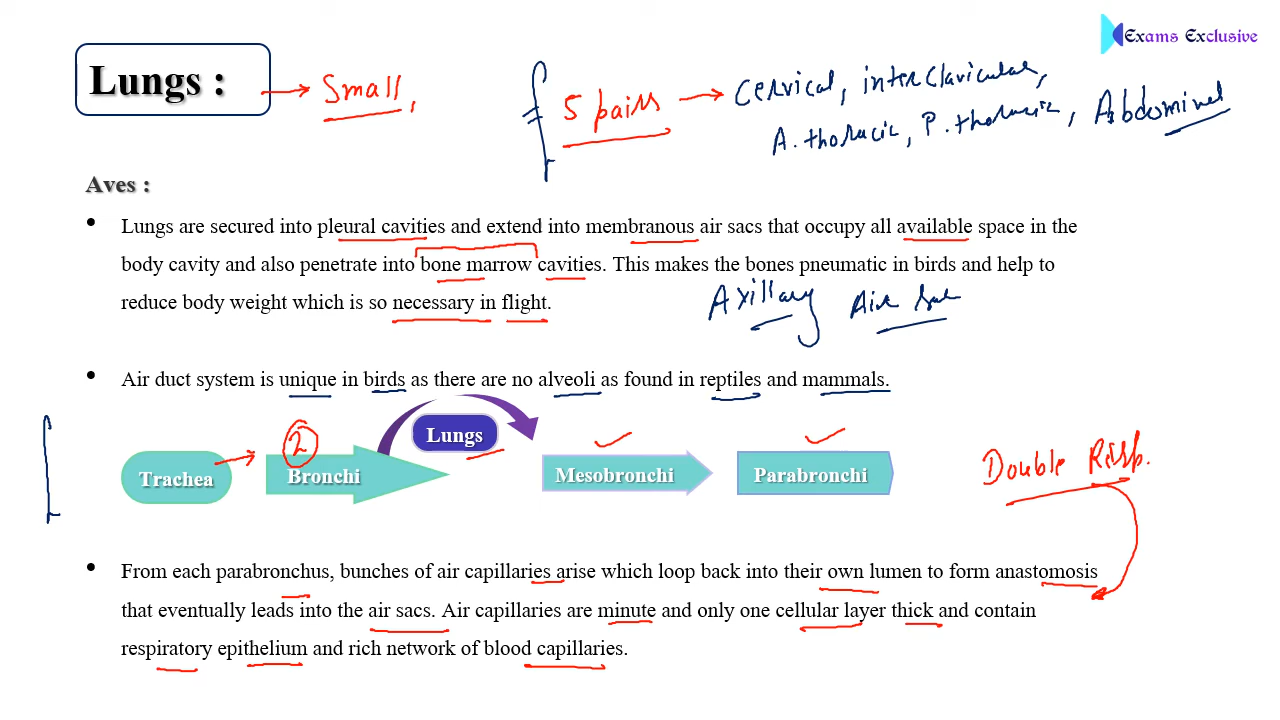 Exams Exclusive
Lungs :
Small,
5 pairs
Cervical, interclavicular,
A. thoracic, P. thoracic, Abdominal
Aves :
• Lungs are secured into pleural cavities and extend into membranous air sacs that occupy all available space in the
body cavity and also penetrate into bone marrow cavities. This makes the bones pneumatic in birds and help to
reduce body weight which is so necessary in flight.
Axillary Air Sac
• Air duct system is unique in birds as there are no alveoli as found in reptiles and mammals.
2
Lungs
Trachea
Bronchi
Mesobronchi
Parabronchi
Double Resp.
• From each parabronchus, bunches of air capillaries arise which loop back into their own lumen to form anastomosis
that eventually leads into the air sacs. Air capillaries are minute and only one cellular layer thick and contain
respiratory epithelium and rich network of blood capillaries.